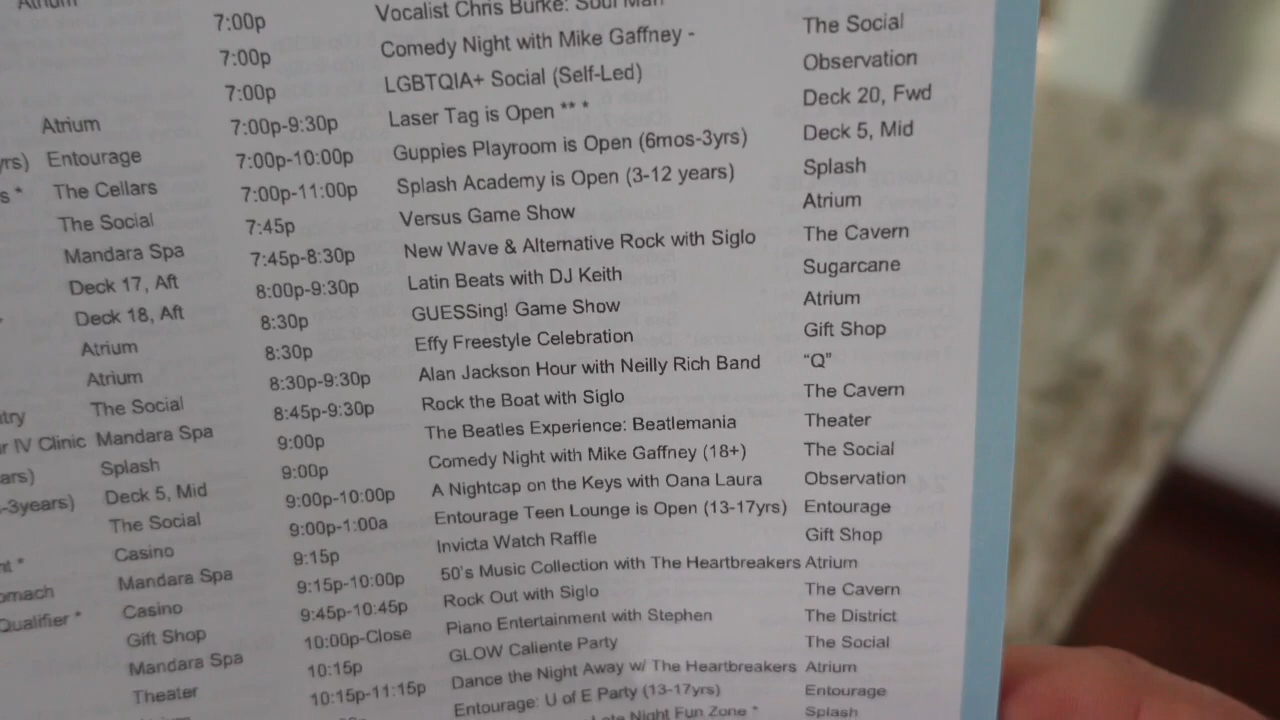 Atrium
yrs) Entourage
s * The Cellars
The Social
Mandara Spa
Deck 17, Aft
Deck 18, Aft
Atrium
Atrium
try The Social
r IV Clinic Mandara Spa
ars) Splash
-3years) Deck 5, Mid
The Social
nt * Casino
omach Mandara Spa
Qualifier * Casino
Gift Shop
Mandara Spa
Theater
7:00p Vocalist Chris Burke: Soul Man
7:00p Comedy Night with Mike Gaffney - The Social
7:00p LGBTQIA+ Social (Self-Led) Observation
7:00p-9:30p Laser Tag is Open ** * Deck 20, Fwd
7:00p-10:00p Guppies Playroom is Open (6mos-3yrs) Deck 5, Mid
7:00p-11:00p Splash Academy is Open (3-12 years) Splash
7:45p Versus Game Show Atrium
7:45p-8:30p New Wave & Alternative Rock with Siglo The Cavern
8:00p-9:30p Latin Beats with DJ Keith Sugarcane
8:30p GUESSing! Game Show Atrium
8:30p Effy Freestyle Celebration Gift Shop
8:30p-9:30p Alan Jackson Hour with Neilly Rich Band "Q"
8:45p-9:30p Rock the Boat with Siglo The Cavern
9:00p The Beatles Experience: Beatlemania Theater
9:00p Comedy Night with Mike Gaffney (18+) The Social
9:00p-10:00p A Nightcap on the Keys with Oana Laura Observation
9:00p-1:00a Entourage Teen Lounge is Open (13-17yrs) Entourage
9:15p Invicta Watch Raffle Gift Shop
9:15p-10:00p 50's Music Collection with The Heartbreakers Atrium
9:45p-10:45p Rock Out with Siglo The Cavern
10:00p-Close Piano Entertainment with Stephen The District
10:15p GLOW Caliente Party The Social
10:15p-11:15p Dance the Night Away w/ The Heartbreakers Atrium
Entourage: U of E Party (13-17yrs) Entourage
Late Night Fun Zone * Splash